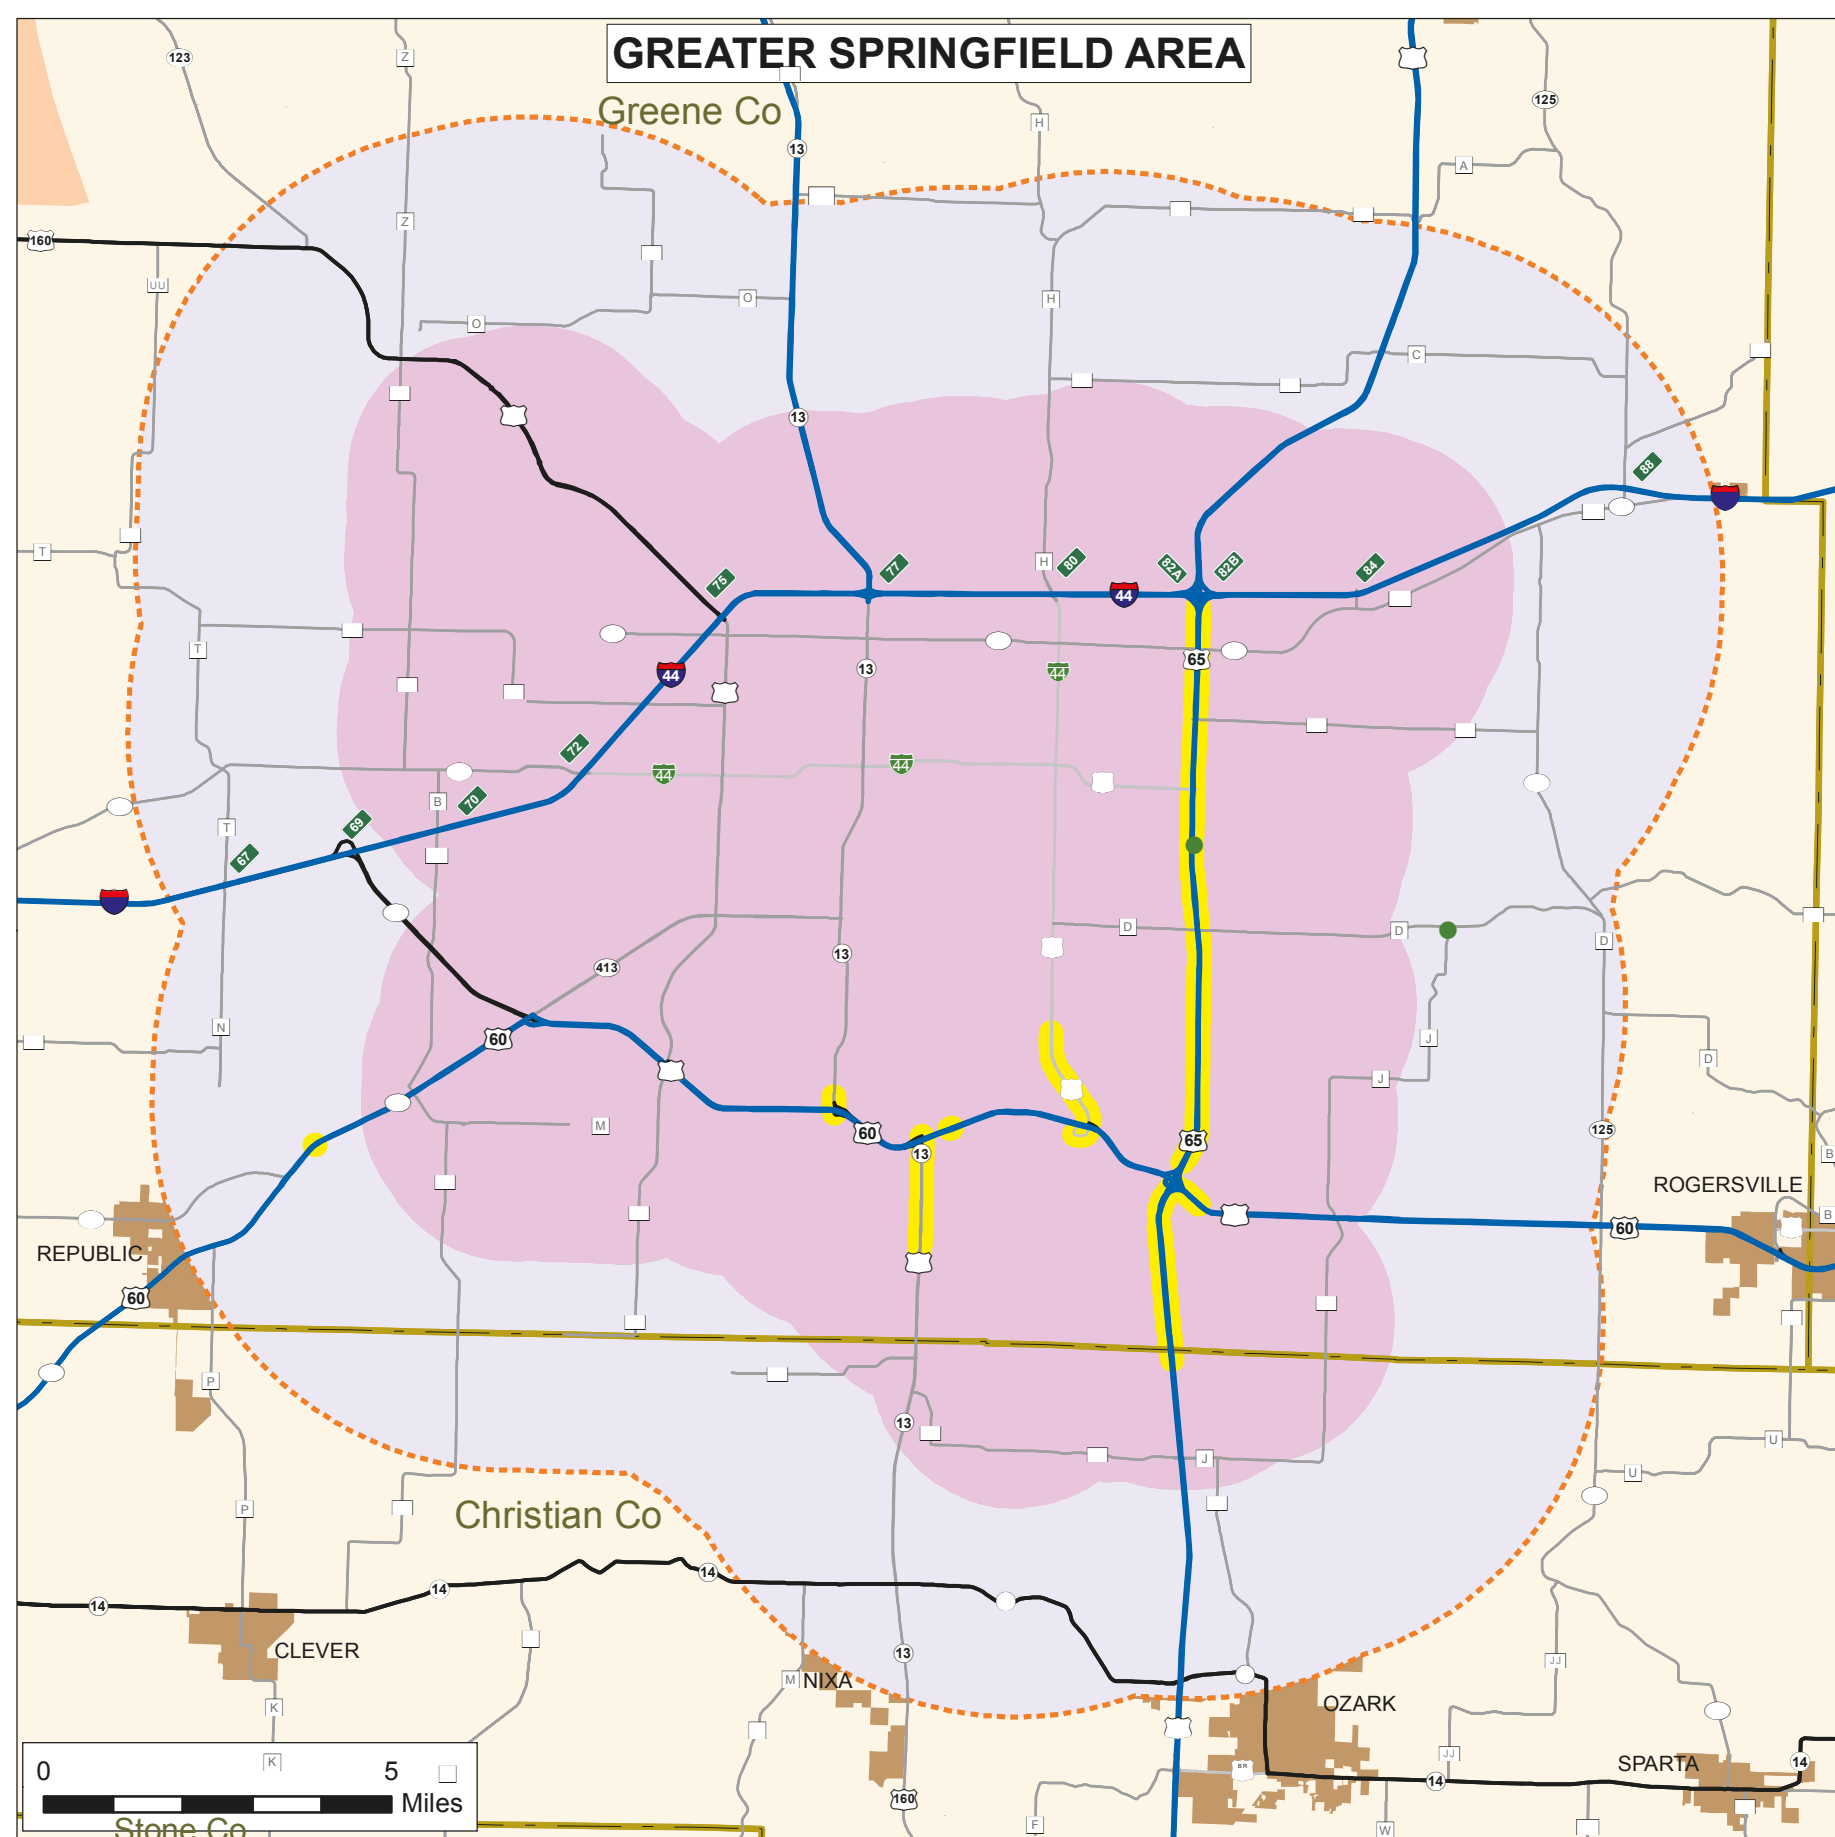 GREATER SPRINGFIELD AREA
123
Z
Greene Co
H
125
13
A
Z
160
UU
O
H
O
C
13
88
T
H
80
82A
82B
84
77
75
44
T
13
65
44
44
72
44
44
B
70
T
69
67
D
D
D
13
413
N
60
J
D
J
M
60
13
65
125
B
ROGERSVILLE
B
60
REPUBLIC
60
P
13
J
U
U
P
Christian Co
14
14
14
CLEVER
13
JJ
M
NIXA
K
OZARK
JJ
SPARTA
14
K
BR
14
160
F
W
0 5
Miles
Stone Co